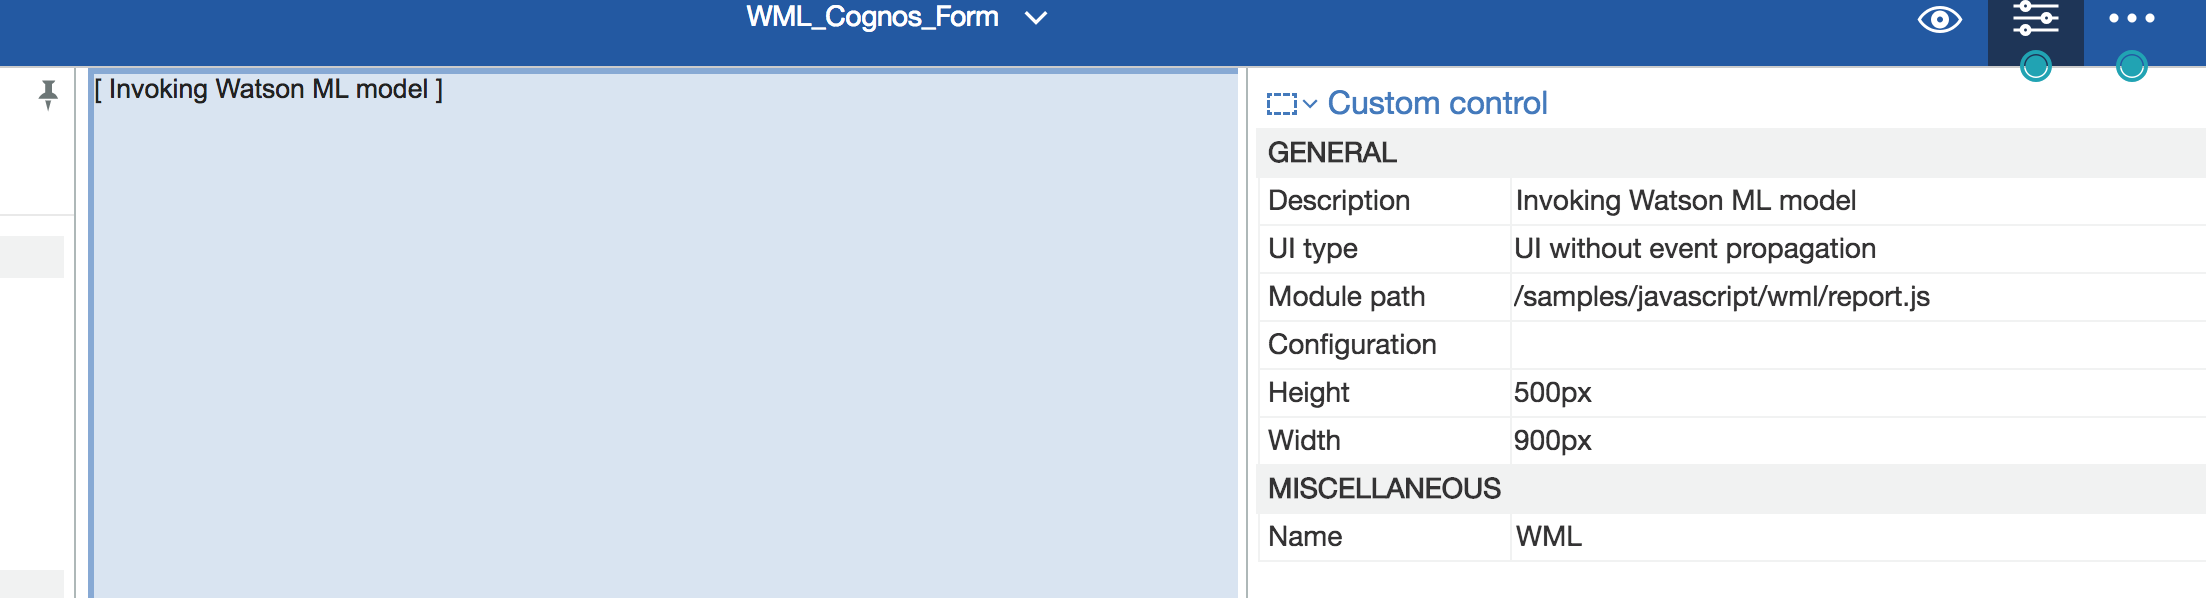 WML_Cognos_Form
[ Invoking Watson ML model ]
Custom control
GENERAL
Description Invoking Watson ML model
UI type UI without event propagation
Module path /samples/javascript/wml/report.js
Configuration
Height 500px
Width 900px
MISCELLANEOUS
Name WML